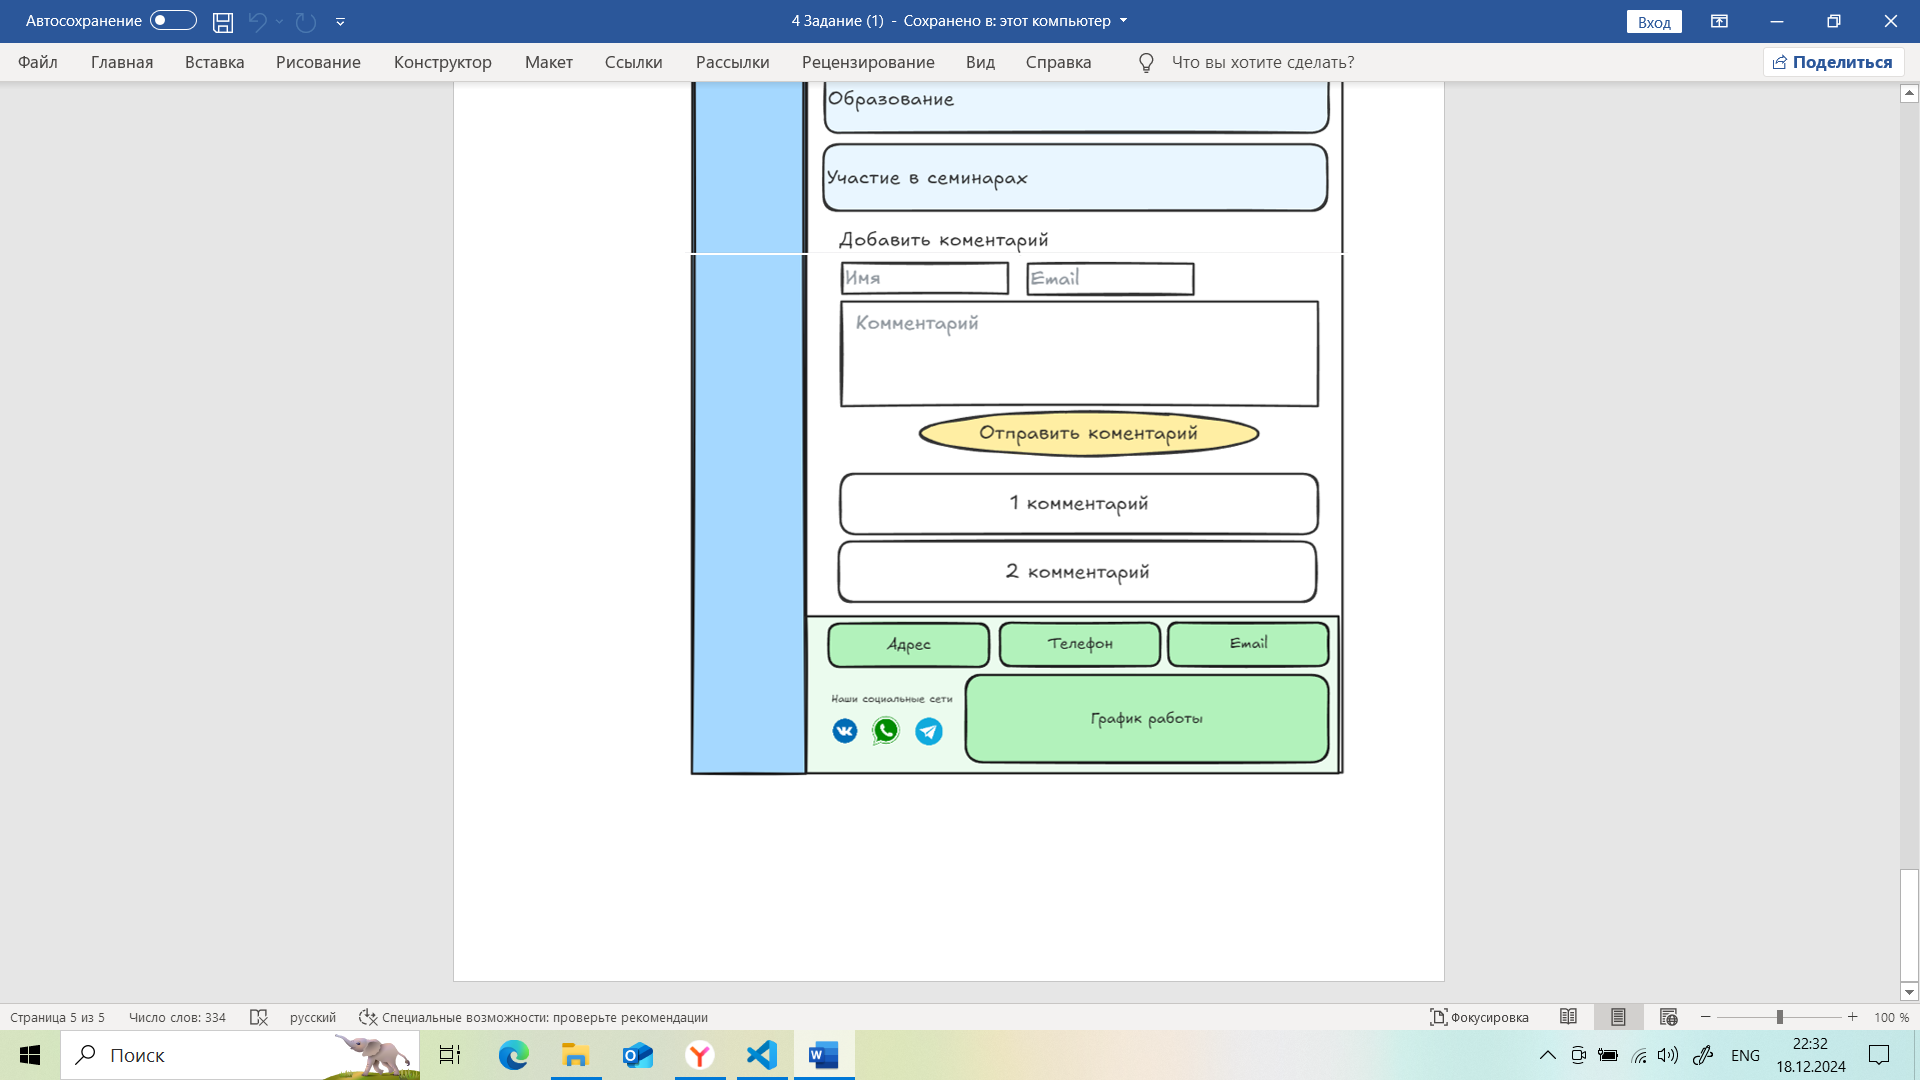 Автосохранение
4 Задание (1) - Сохранено в: этот компьютер
Вход
Файл Главная Вставка Рисование Конструктор Макет Ссылки Рассылки Рецензирование Вид Справка Что вы хотите сделать? Поделиться
Образование
Участие в семинарах
Добавить коментарий
Имя Email
Комментарий
Отправить коментарий
1 комментарий
2 комментарий
Адрес Телефон Email
Наши социальные сети
График работы
Страница 5 из 5 Число слов: 334 русский Специальные возможности: проверьте рекомендации Фокусировка 100 %
Поиск
ENG
22:32
18.12.2024